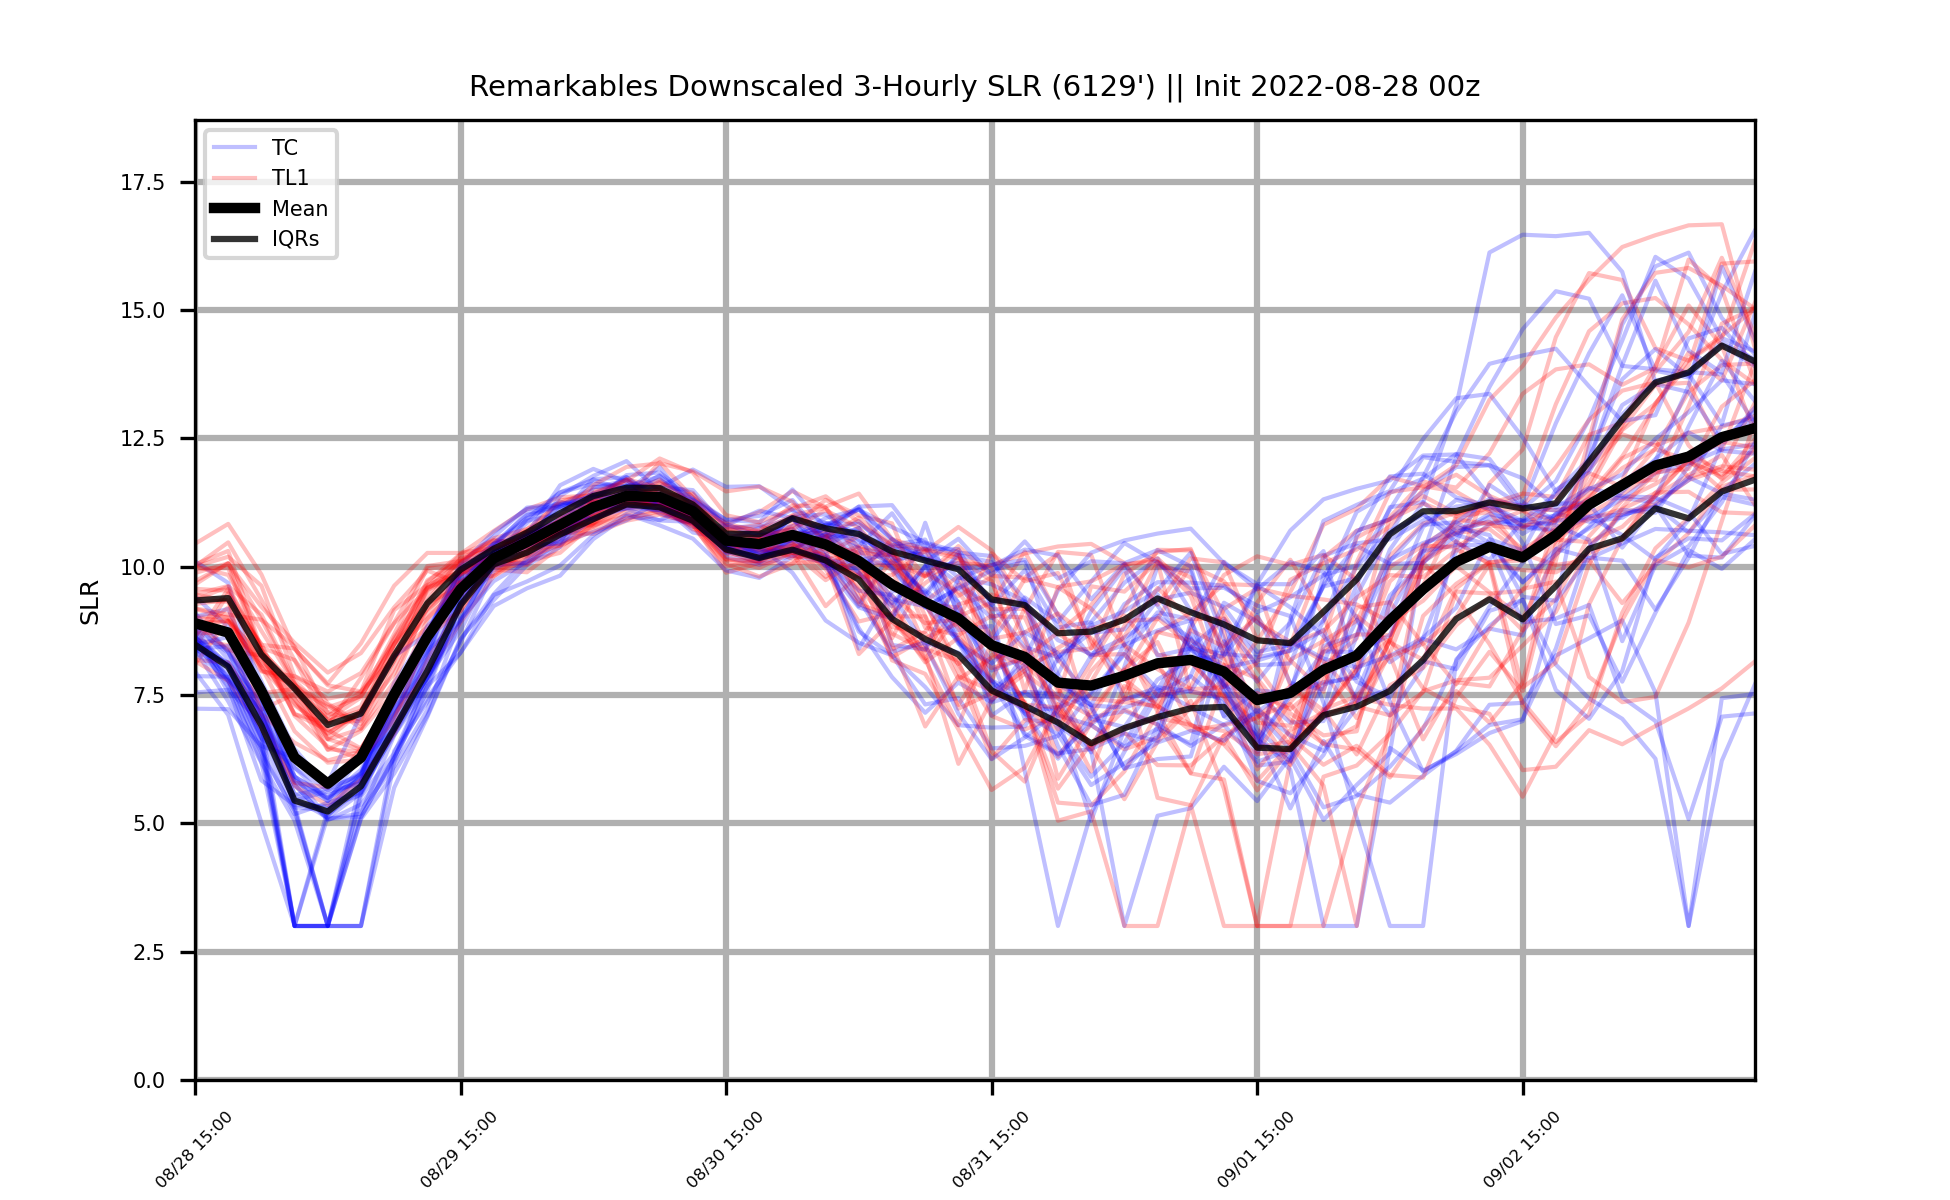 Remarkables Downscaled 3-Hourly SLR (6129') || Init 2022-08-28 00z
TC
TL1
Mean
IQRs
17.5
15.0
12.5
10.0
7.5
5.0
2.5
0.0
SLR
08/28 15:00
08/29 15:00
08/30 15:00
08/31 15:00
09/01 15:00
09/02 15:00